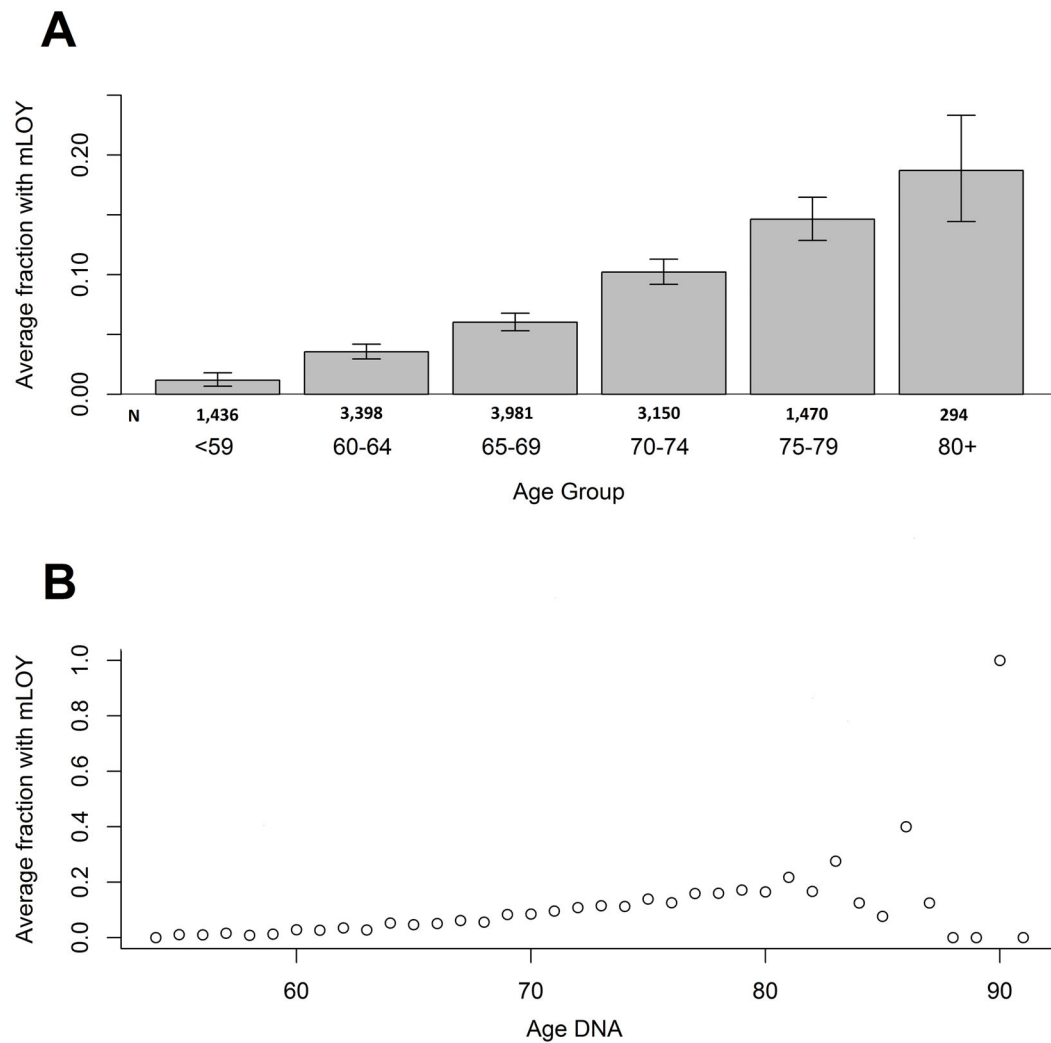 A
Average fraction with mLOY
0.20
0.10
0.00
N 1,436 3,398 3,981 3,150 1,470 294
<59 60-64 65-69 70-74 75-79 80+
Age Group
B
Average fraction with mLOY
1.0
0.8
0.6
0.4
0.2
0.0
60 70 80 90
Age DNA